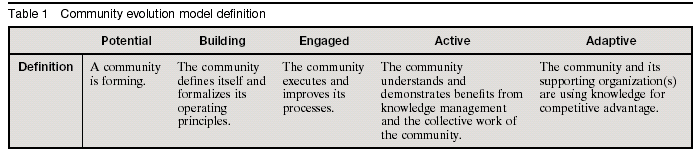 Table 1 Community evolution model definition
Potential Building Engaged Active Adaptive
Definition
A community
is forming.
The community
defines itself and
formalizes its
operating
principles.
The community
executes and
improves its
processes.
The community
understands and
demonstrates benefits from
knowledge management
and the collective work of
the community.
The community and its
supporting organization(s)
are using knowledge for
competitive advantage.